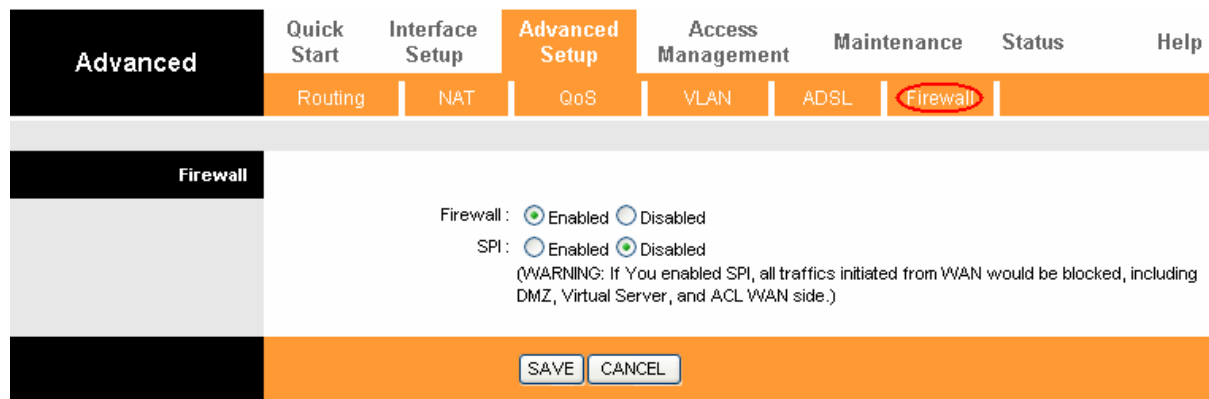 Advanced
Quick Start
Interface Setup
Advanced Setup
Access Management
Maintenance
Status
Help
Routing
NAT
QoS
VLAN
ADSL
Firewall
Firewall
Firewall : Enabled Disabled
SPI : Enabled Disabled
(WARNING: If You enabled SPI, all traffics initiated from WAN would be blocked, including
DMZ, Virtual Server, and ACL WAN side.)
SAVE CANCEL